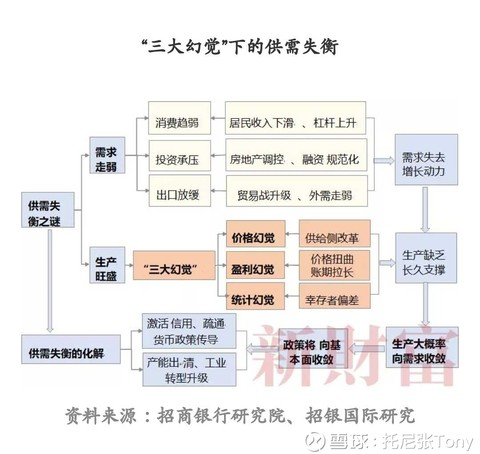 “三大幻觉”下的供需失衡
消费趋弱
居民收入下滑 、杠杆上升
需求
走弱
投资承压
房地产调控、融资 规范化
需求失去
增长动力
出口放缓
贸易战升级 、外需走弱
供需失
衡之谜
价格幻觉
供给侧改革
生产
旺盛
“三大幻觉”
盈利幻觉
价格扭曲
账期拉长
生产缺乏
长久支撑
统计幻觉
幸存者偏差
供需失衡的化解
激活 信用、疏通
货币政策传导
产能出-清、工业
转型升级
政策将 向基
本面收敛
生产大概率
向需求收敛
新财富
资料来源：招商银行研究院、招银国际研究
雪球：托尼张Tony